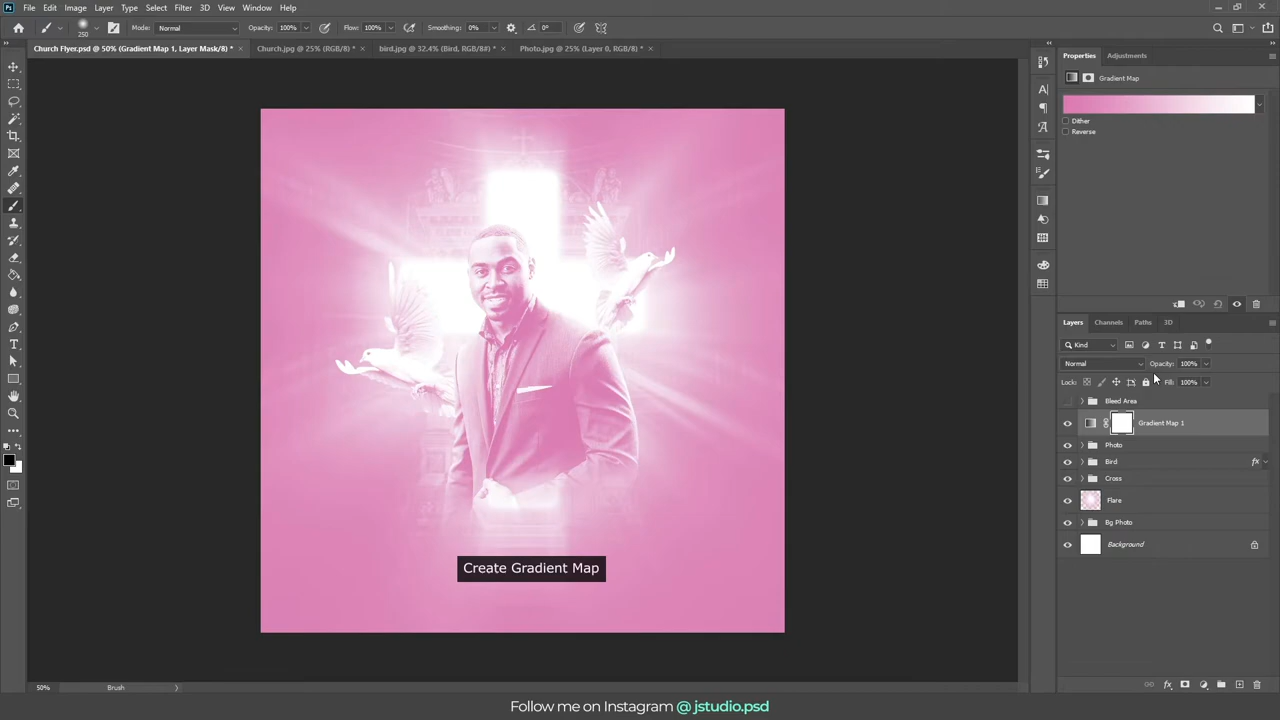 Ps File Edit Image Layer Type Select Filter 3D View Window Help
250 Mode: Normal Opacity: 100% Flow: 100% Smoothing: 0% 0°
Church Flyer.psd @ 50% (Gradient Map 1, Layer Mask/8) * × Church.jpg @ 25% (RGB/8) * × bird.jpg @ 32.4% (Bird, RGB/8#) * × Photo.jpg @ 25% (Layer 0, RGB/8) * ×
Properties Adjustments
Gradient Map
Dither
Reverse
Layers Channels Paths 3D
Kind
Normal Opacity: 100%
Lock: Fill: 100%
Bleed Area
Gradient Map 1
Photo
Bird fx
Cross
Flare
Bg Photo
Background
Create Gradient Map
50% Brush
Follow me on Instagram @ jstudio.psd